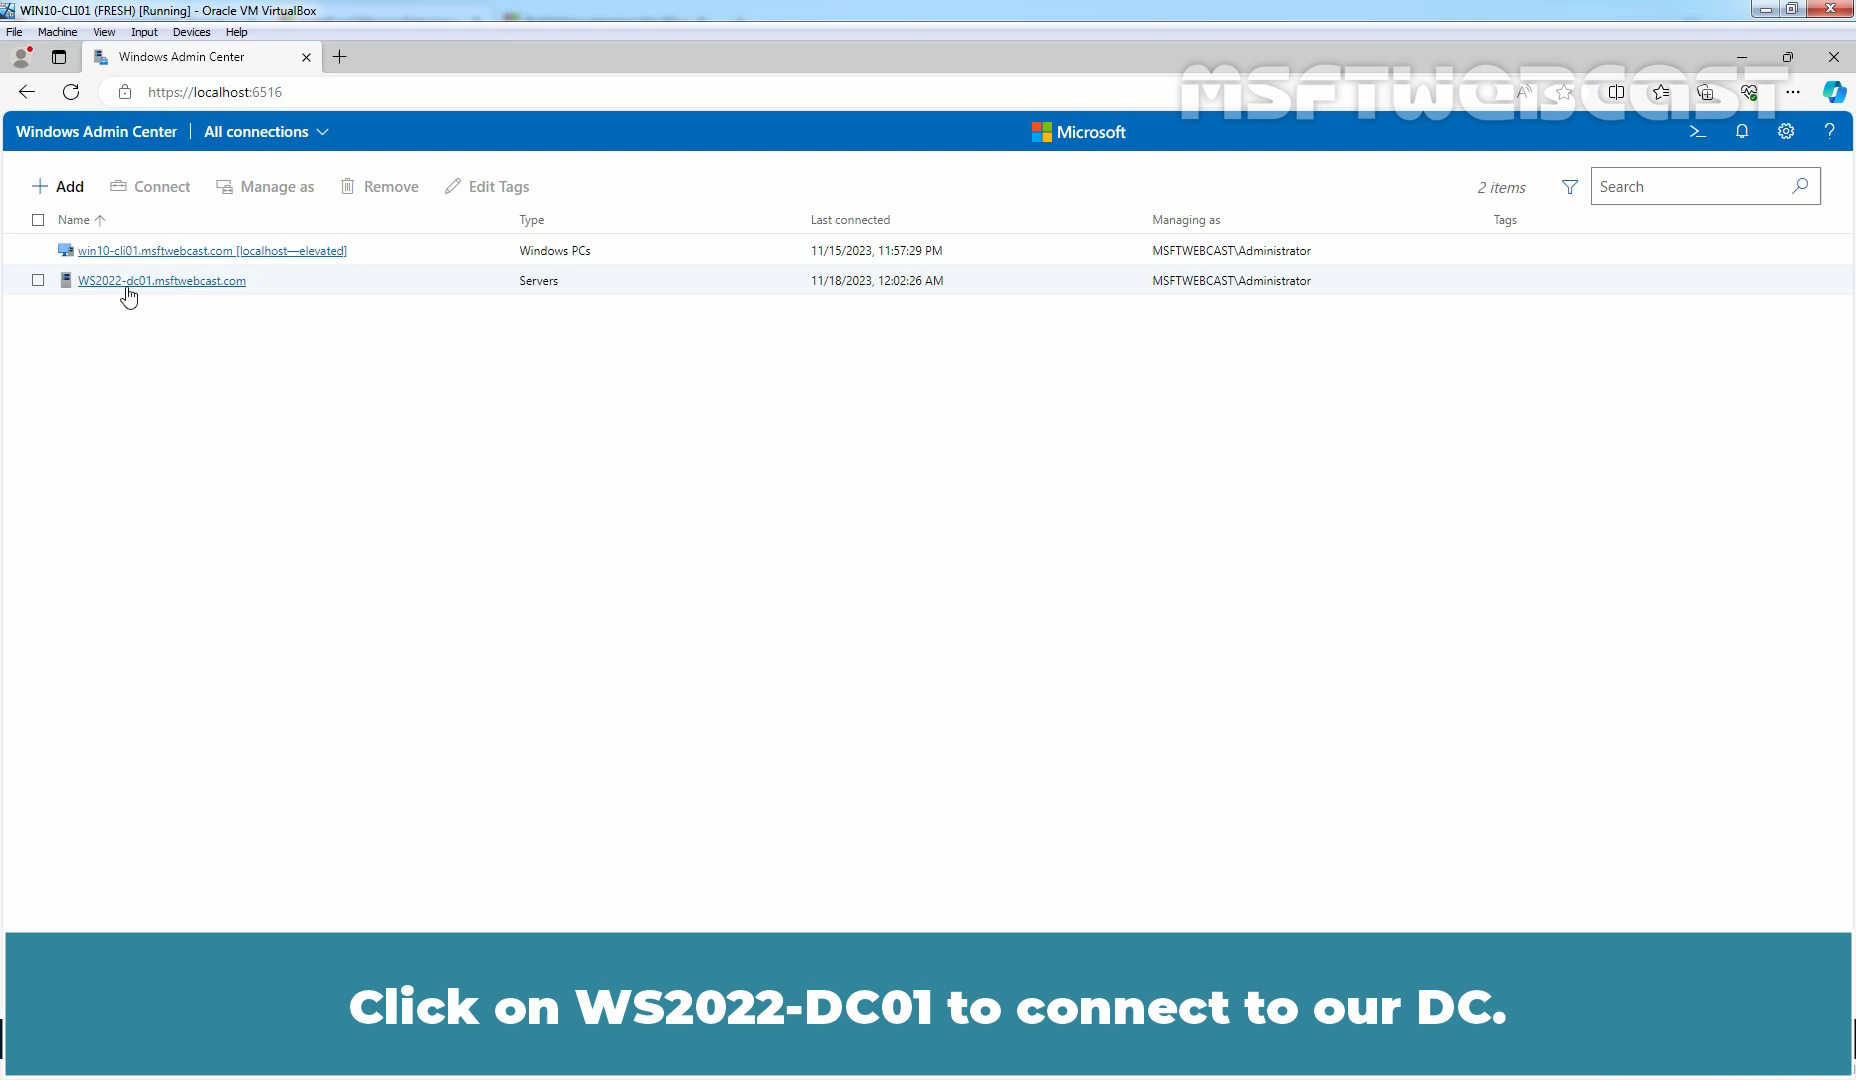 WIN10-CLI01 (FRESH) [Running] - Oracle VM VirtualBox
File Machine View Input Devices Help
Windows Admin Center
https://localhost:6516
MSFTWEBCAST
Windows Admin Center All connections Microsoft
Add Connect Manage as Remove Edit Tags 2 items Search
Name Type Last connected Managing as Tags
win10-cli01.msftwebcast.com [localhost—elevated] Windows PCs 11/15/2023, 11:57:29 PM MSFTWEBCAST\Administrator
WS2022-dc01.msftwebcast.com Servers 11/18/2023, 12:02:26 AM MSFTWEBCAST\Administrator
Click on WS2022-DC01 to connect to our DC.